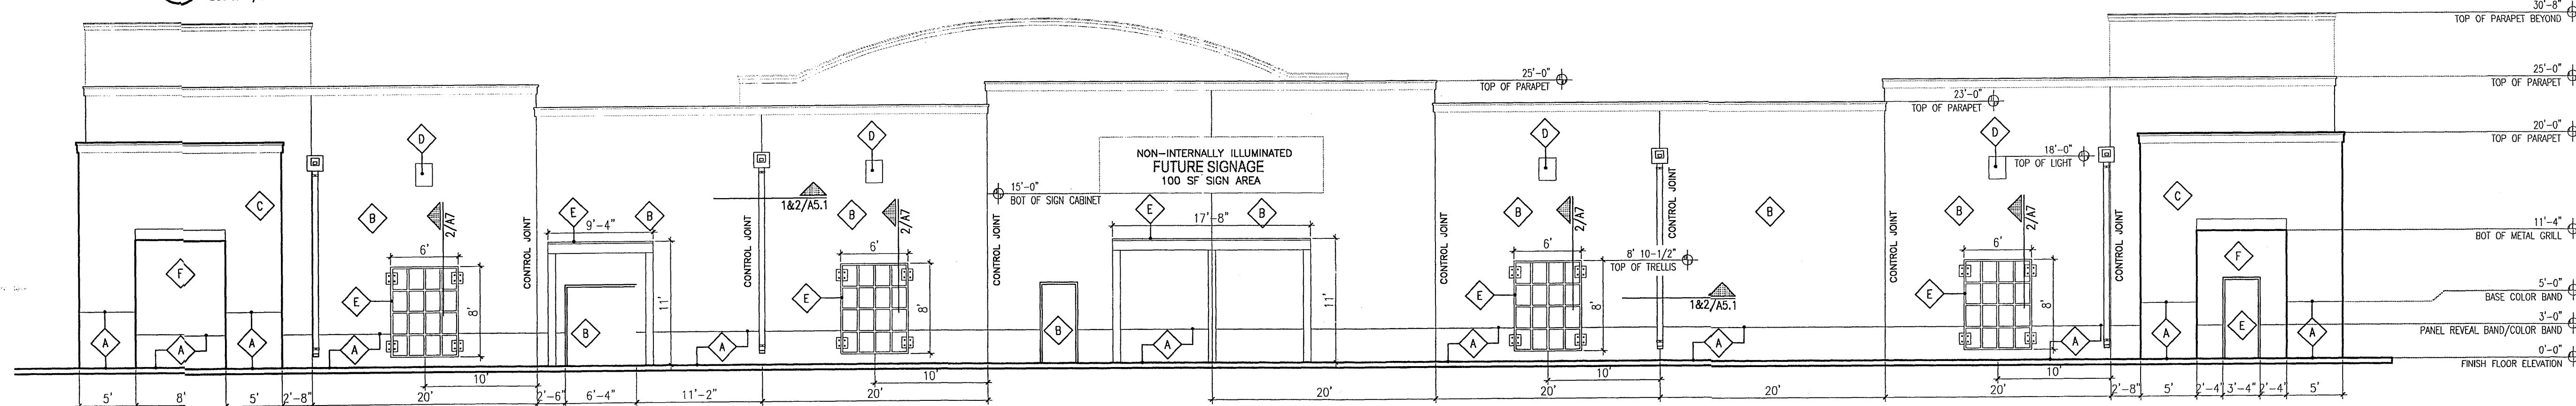 30'-8"
TOP OF PARAPET BEYOND
25'-0"
TOP OF PARAPET
25'-0"
TOP OF PARAPET
23'-0"
TOP OF PARAPET
20'-0"
TOP OF PARAPET
D
D
D
D
NON-INTERNALLY ILLUMINATED
FUTURE SIGNAGE
100 SF SIGN AREA
18'-0"
TOP OF LIGHT
15'-0"
BOT OF SIGN CABINET
1&2/A5.1
C
B
2/A7
E
B
9'-4"
B
2/A7
E
B
17'-8"
B
2/A7
B
B
2/A7
C
11'-4"
BOT OF METAL GRILL
CONTROL JOINT
CONTROL JOINT
CONTROL JOINT
CONTROL JOINT
CONTROL JOINT
CONTROL JOINT
CONTROL JOINT
6'
6'
6'
6'
8' 10-1/2"
TOP OF TRELLIS
F
F
E
8'
11'
E
8'
11'
E
8'
1&2/A5.1
E
8'
5'-0"
BASE COLOR BAND
3'-0"
PANEL REVEAL BAND/COLOR BAND
A
A
A
A
B
A
B
A
A
A
A
A
E
A
0'-0"
FINISH FLOOR ELEVATION
10'
10'
10'
10'
5'
8'
5'
2'-8"
20'
2'-6"
6'-4"
11'-2"
20'
20'
20'
20'
20'
2'-8"
5'
2'-4"
3'-4"
2'-4"
5'